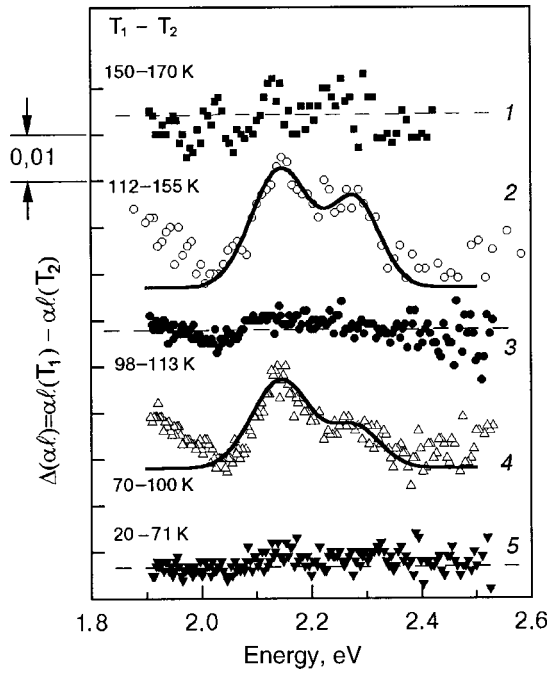 T₁ – T₂
150–170 K
1
0,01
112–155 K
2
3
98–113 K
4
70–100 K
20–71 K
5
Δ(αℓ)=αℓ.(T₁) – αℓ.(T₂)
1.8 2.0 2.2 2.4 2.6
Energy, eV